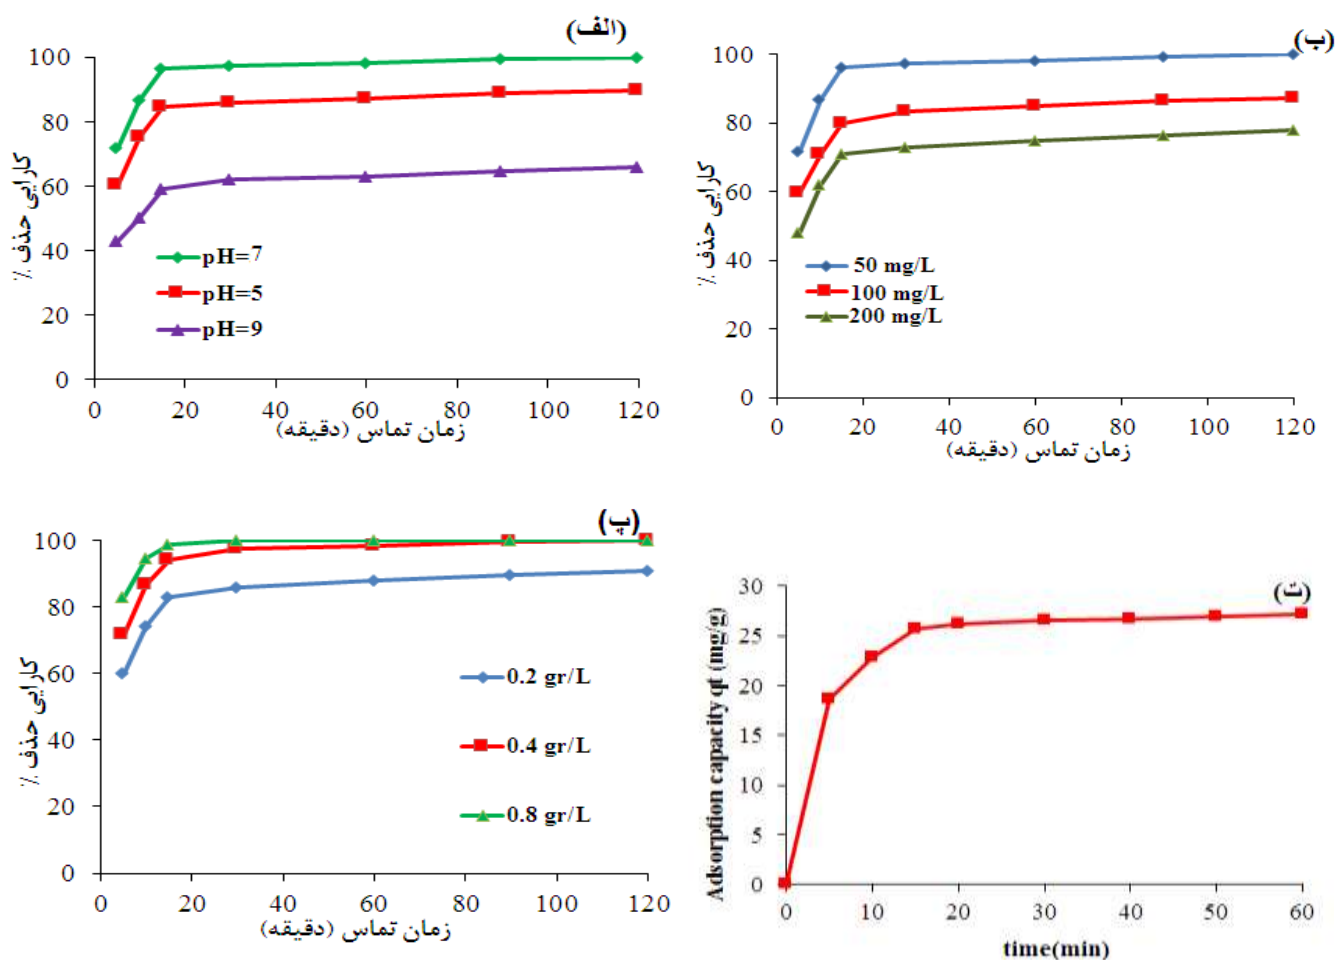 (الف)
100
80
60
40
20
0
کارایی حذف %
pH=7
pH=5
pH=9
0 20 40 60 80 100 120
زمان تماس (دقیقه)
(ب)
100
80
60
40
20
0
کارایی حذف %
50 mg/L
100 mg/L
200 mg/L
0 20 40 60 80 100 120
زمان تماس (دقیقه)
(پ)
100
80
60
40
20
0
کارایی حذف %
0.2 gr/L
0.4 gr/L
0.8 gr/L
0 20 40 60 80 100 120
زمان تماس (دقیقه)
30
25
20
15
10
5
0
Adsorption capacity qt (mg/g)
0 10 20 30 40 50 60
time(min)